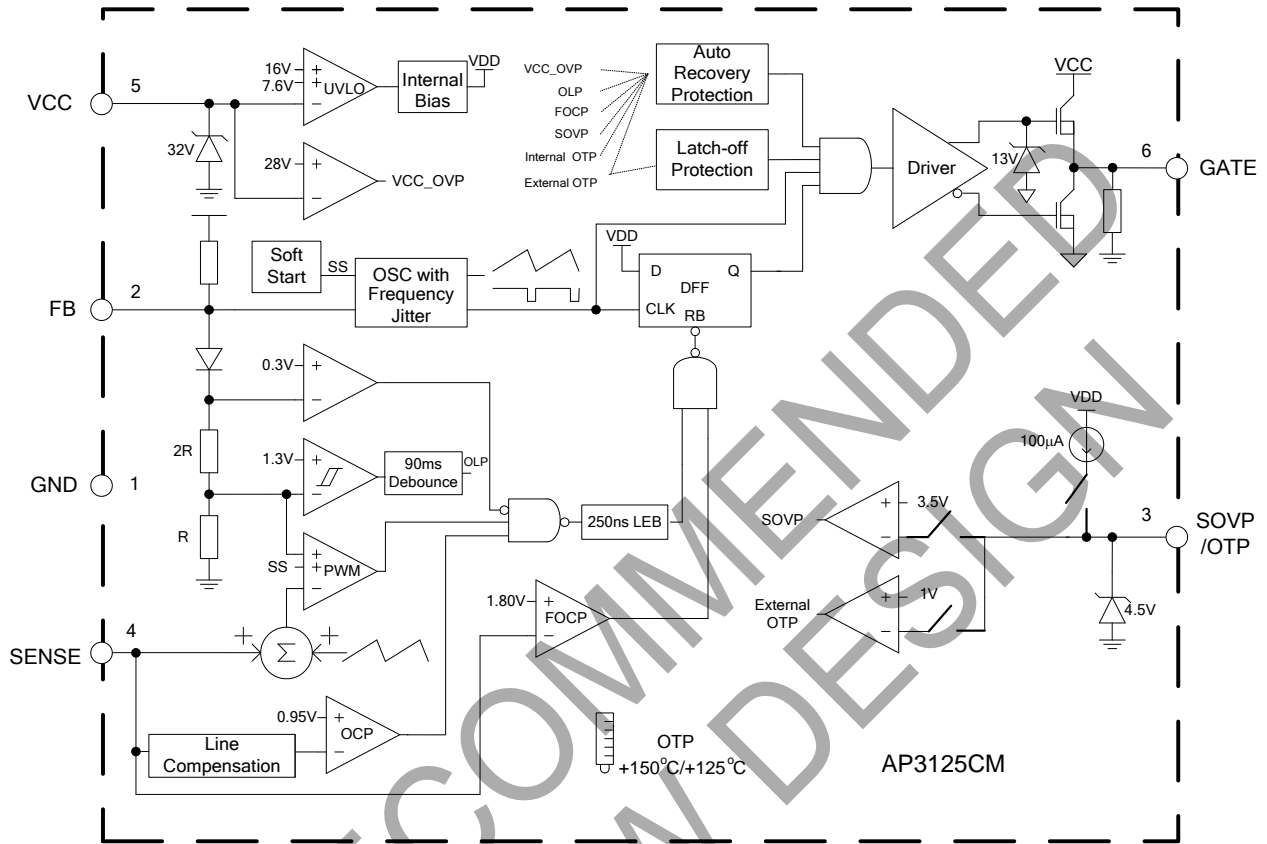 VCC
5
16V
7.6V
+
+
−
UVLO
Internal
Bias
VDD
32V
28V
+
−
VCC_OVP
VCC_OVP
OLP
FOCP
SOVP
Internal OTP
External OTP
Auto
Recovery
Protection
Latch-off
Protection
Driver
VCC
13V
6
GATE
Soft
Start
SS
OSC with
Frequency
Jitter
VDD
D
Q
DFF
CLK
RB
FB
2
0.3V
+
−
2R
1.3V
+
−
90ms
Debounce
OLP
GND
1
R
SS
+
+
−
PWM
250ns LEB
VDD
100μA
SOVP
+
−
3.5V
3
SOVP
/OTP
External
OTP
+
−
1V
4.5V
1.80V
+
−
FOCP
4
SENSE
+
+
Σ
0.95V
+
−
OCP
Line
Compensation
OTP
+150°C/+125°C
AP3125CM
COMMENDED
W DESIGN